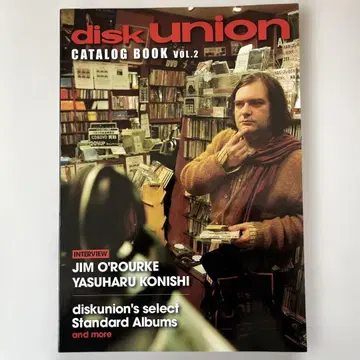 disk union
CATALOG BOOK VOL.2
INTERVIEW
JIM O'ROURKE
YASUHARU KONISHI
diskunion's select
Standard Albums
and more